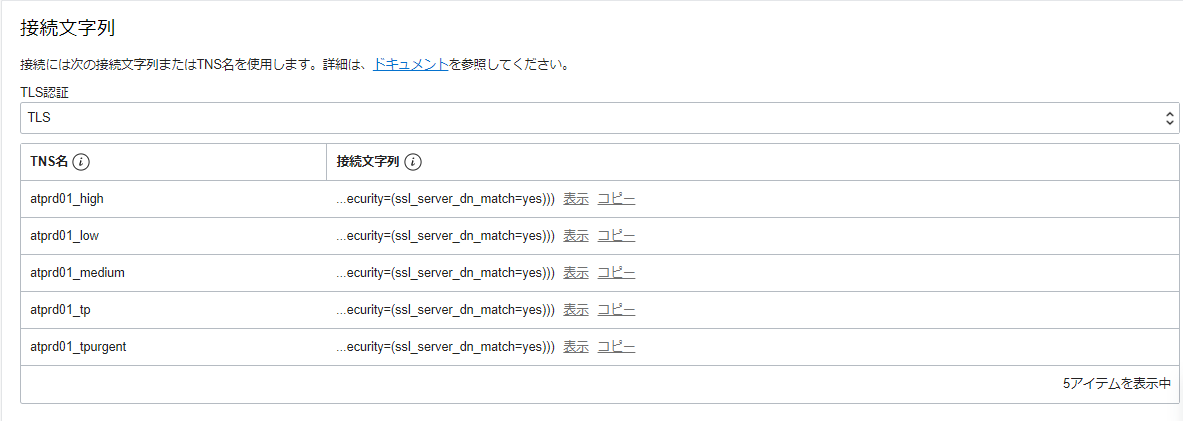 接続文字列
接続には次の接続文字列またはTNS名を使用します。詳細は、ドキュメントを参照してください。
TLS認証
TLS
TNS名 接続文字列
atprd01_high ...ecurity=(ssl_server_dn_match=yes))) 表示 コピー
atprd01_low ...ecurity=(ssl_server_dn_match=yes))) 表示 コピー
atprd01_medium ...ecurity=(ssl_server_dn_match=yes))) 表示 コピー
atprd01_tp ...ecurity=(ssl_server_dn_match=yes))) 表示 コピー
atprd01_tpurgent ...ecurity=(ssl_server_dn_match=yes))) 表示 コピー
5アイテムを表示中